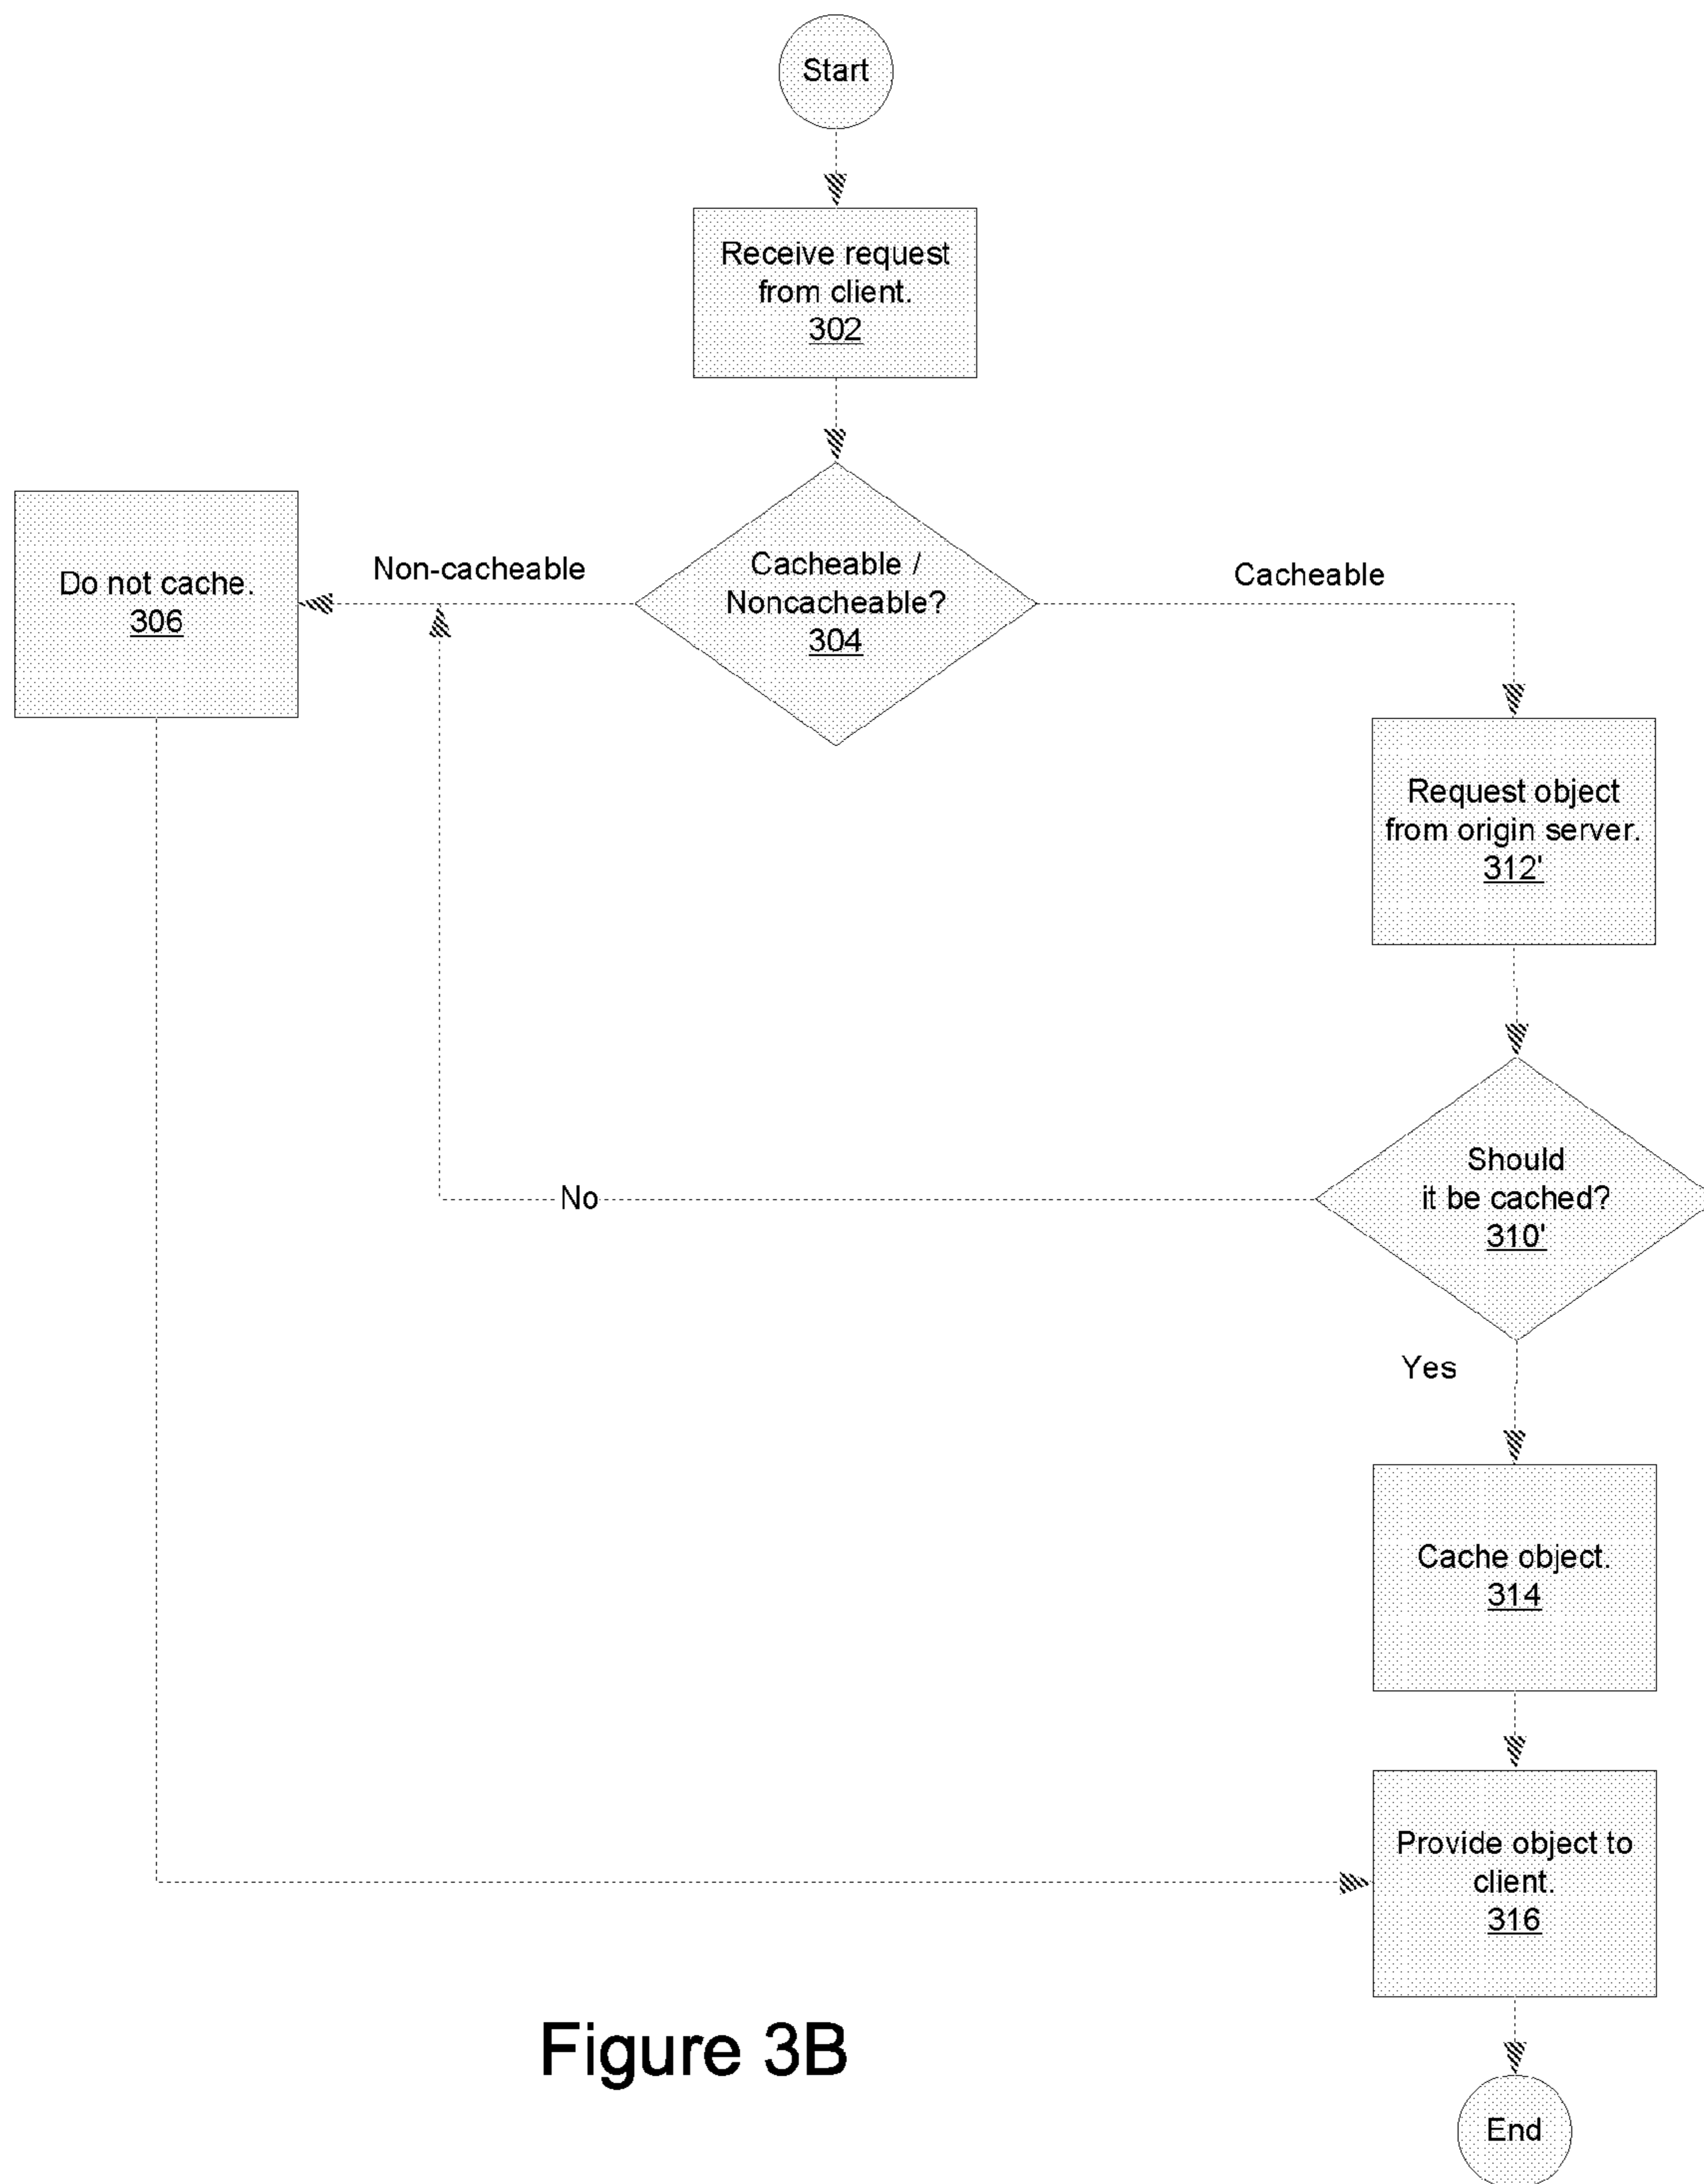 Start
Receive request
from client.
302
Non-cacheable
Cacheable /
Noncacheable?
304
Cacheable
Do not cache.
306
Request object
from origin server.
312'
Should
it be cached?
310'
No
Yes
Cache object.
314
Provide object to
client.
316
Figure 3B
End